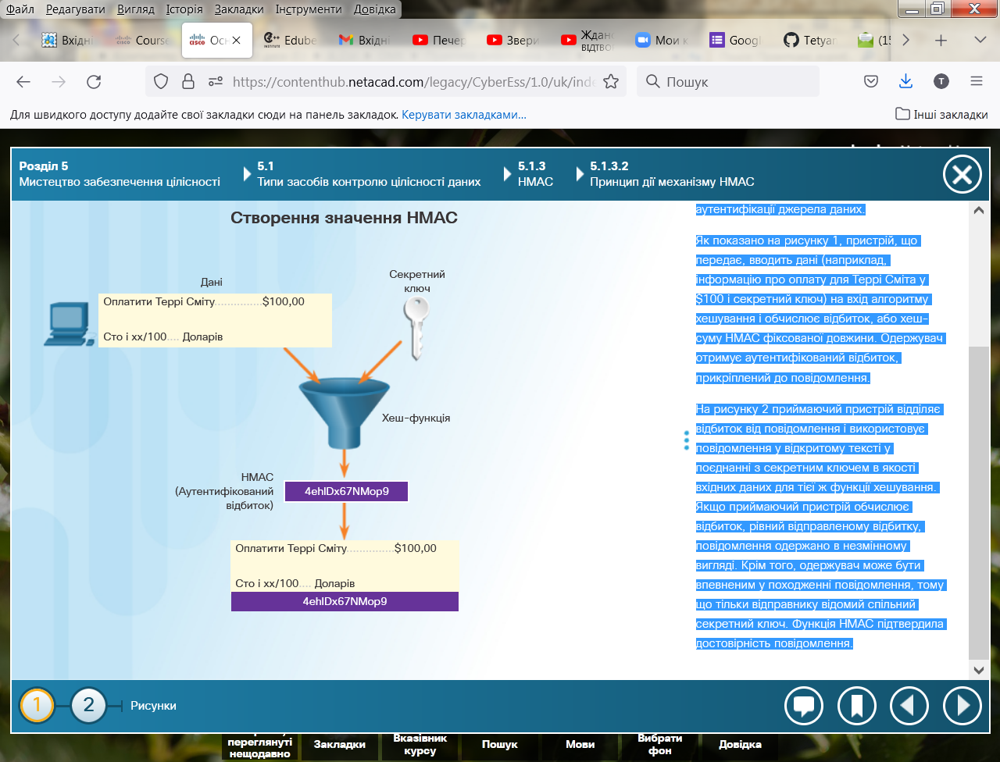 Файл Редагувати Вигляд Історія Закладки Інструменти Довідка
Вхідні Course Осн Edube Вхідні Печер Звери Ждано Мои к Google Tetyan (15
відтво
https://contenthub.netacad.com/legacy/CyberEss/1.0/uk/inde Пошук
Для швидкого доступу додайте свої закладки сюди на панель закладок. Керувати закладками... Інші закладки
Розділ 5
Мистецтво забезпечення цілісності
5.1
Типи засобів контролю цілісності даних
5.1.3
HMAC
5.1.3.2
Принцип дії механізму HMAC
Створення значення HMAC
Дані
Секретний
ключ
Оплатити Террі Сміту...............$100,00
Сто і хх/100.... Доларів
Хеш-функція
HMAC
(Аутентифікований
відбиток)
4ehIDx67NMop9
Оплатити Террі Сміту...............$100,00
Сто і хх/100.... Доларів
4ehIDx67NMop9
аутентифікації джерела даних.
Як показано на рисунку 1, пристрій, що
передає, вводить дані (наприклад,
інформацію про оплату для Террі Сміта у
$100 і секретний ключ) на вхід алгоритму
хешування і обчислює відбиток, або хеш-
суму HMAC фіксованої довжини. Одержувач
отримує аутентифікований відбиток,
прикріплений до повідомлення.
На рисунку 2 приймаючий пристрій відділяє
відбиток від повідомлення і використовує
повідомлення у відкритому тексті у
поєднанні з секретним ключем в якості
вхідних даних для тієї ж функції хешування.
Якщо приймаючий пристрій обчислює
відбиток, рівний відправленому відбитку,
повідомлення одержано в незмінному
вигляді. Крім того, одержувач може бути
впевненим у походженні повідомлення, тому
що тільки відправнику відомий спільний
секретний ключ. Функція HMAC підтвердила
достовірність повідомлення.
1 2 Рисунки
переглянуті
нещодавно
Закладки
Вказівник
курсу
Пошук
Мови
Вибрати
фон
Довідка